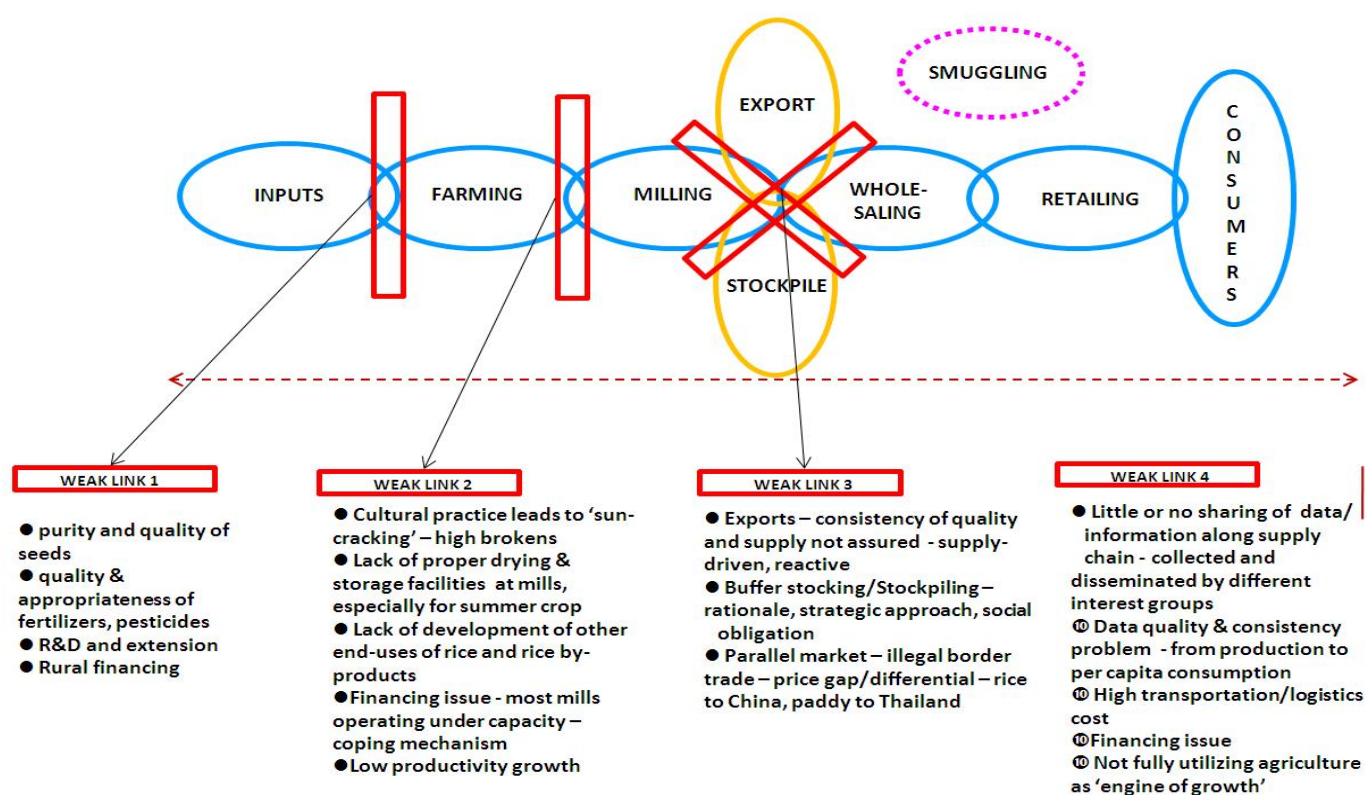 SMUGGLING
EXPORT
C
O
N
S
U
M
E
R
S
INPUTS
FARMING
MILLING
WHOLE-
SALING
RETAILING
STOCKPILE
WEAK LINK 1
● purity and quality of
seeds
● quality &
appropriateness of
fertilizers, pesticides
● R&D and extension
● Rural financing
WEAK LINK 2
● Cultural practice leads to ‘sun-
cracking’ – high brokens
● Lack of proper drying &
storage facilities at mills,
especially for summer crop
● Lack of development of other
end-uses of rice and rice by-
products
●Financing issue - most mills
operating under capacity –
coping mechanism
●Low productivity growth
WEAK LINK 3
● Exports – consistency of quality
and supply not assured - supply-
driven, reactive
● Buffer stocking/Stockpiling –
rationale, strategic approach, social
obligation
● Parallel market – illegal border
trade – price gap/differential – rice
to China, paddy to Thailand
WEAK LINK 4
● Little or no sharing of data/
information along supply
chain - collected and
disseminated by different
interest groups
❿ Data quality & consistency
problem - from production to
per capita consumption
❿ High transportation/logistics
cost
❿Financing issue
❿ Not fully utilizing agriculture
as ‘engine of growth’